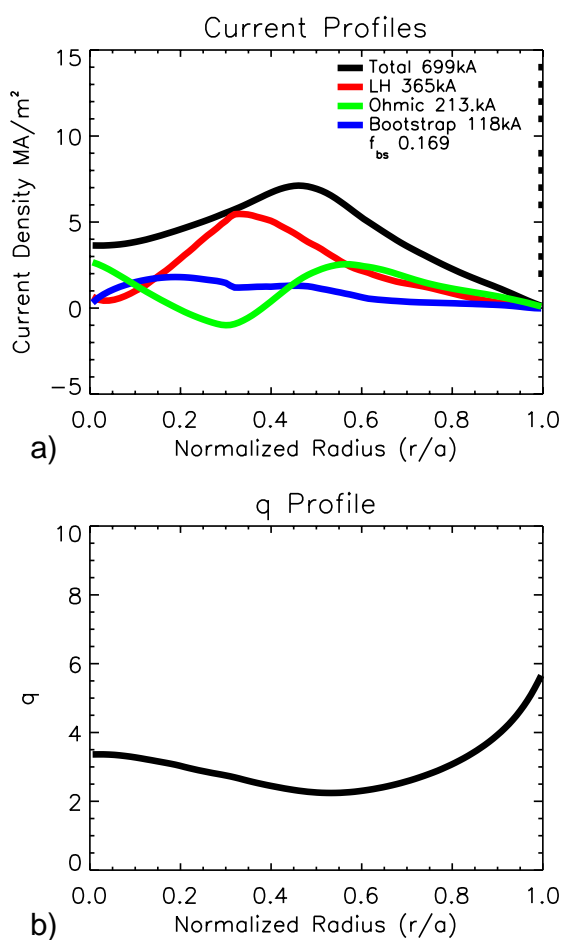 Current Profiles
Current Density MA/m²
15
10
5
0
−5
Total 699kA
LH 365kA
Ohmic 213.kA
Bootstrap 118kA
f_bs 0.169
0.0 0.2 0.4 0.6 0.8 1.0
a) Normalized Radius (r/a)
q Profile
q
10
8
6
4
2
0
0.0 0.2 0.4 0.6 0.8 1.0
b) Normalized Radius (r/a)